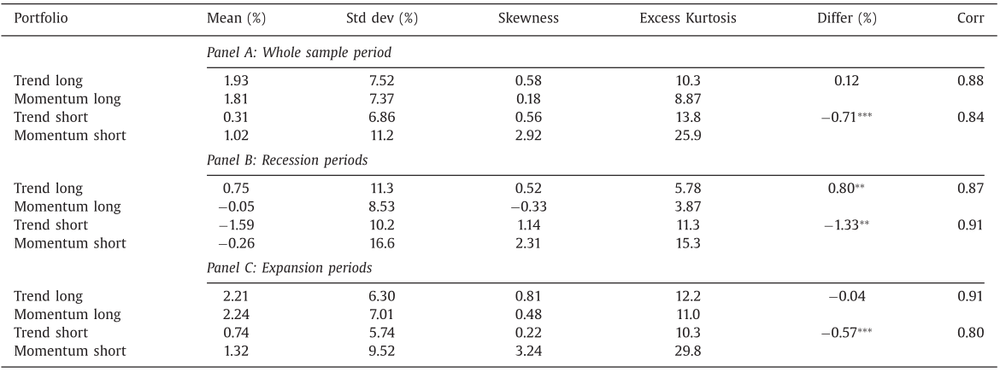 Portfolio Mean (%) Std dev (%) Skewness Excess Kurtosis Differ (%) Corr
Panel A: Whole sample period
Trend long 1.93 7.52 0.58 10.3 0.12 0.88
Momentum long 1.81 7.37 0.18 8.87
Trend short 0.31 6.86 0.56 13.8 −0.71*** 0.84
Momentum short 1.02 11.2 2.92 25.9
Panel B: Recession periods
Trend long 0.75 11.3 0.52 5.78 0.80** 0.87
Momentum long −0.05 8.53 −0.33 3.87
Trend short −1.59 10.2 1.14 11.3 −1.33** 0.91
Momentum short −0.26 16.6 2.31 15.3
Panel C: Expansion periods
Trend long 2.21 6.30 0.81 12.2 −0.04 0.91
Momentum long 2.24 7.01 0.48 11.0
Trend short 0.74 5.74 0.22 10.3 −0.57*** 0.80
Momentum short 1.32 9.52 3.24 29.8